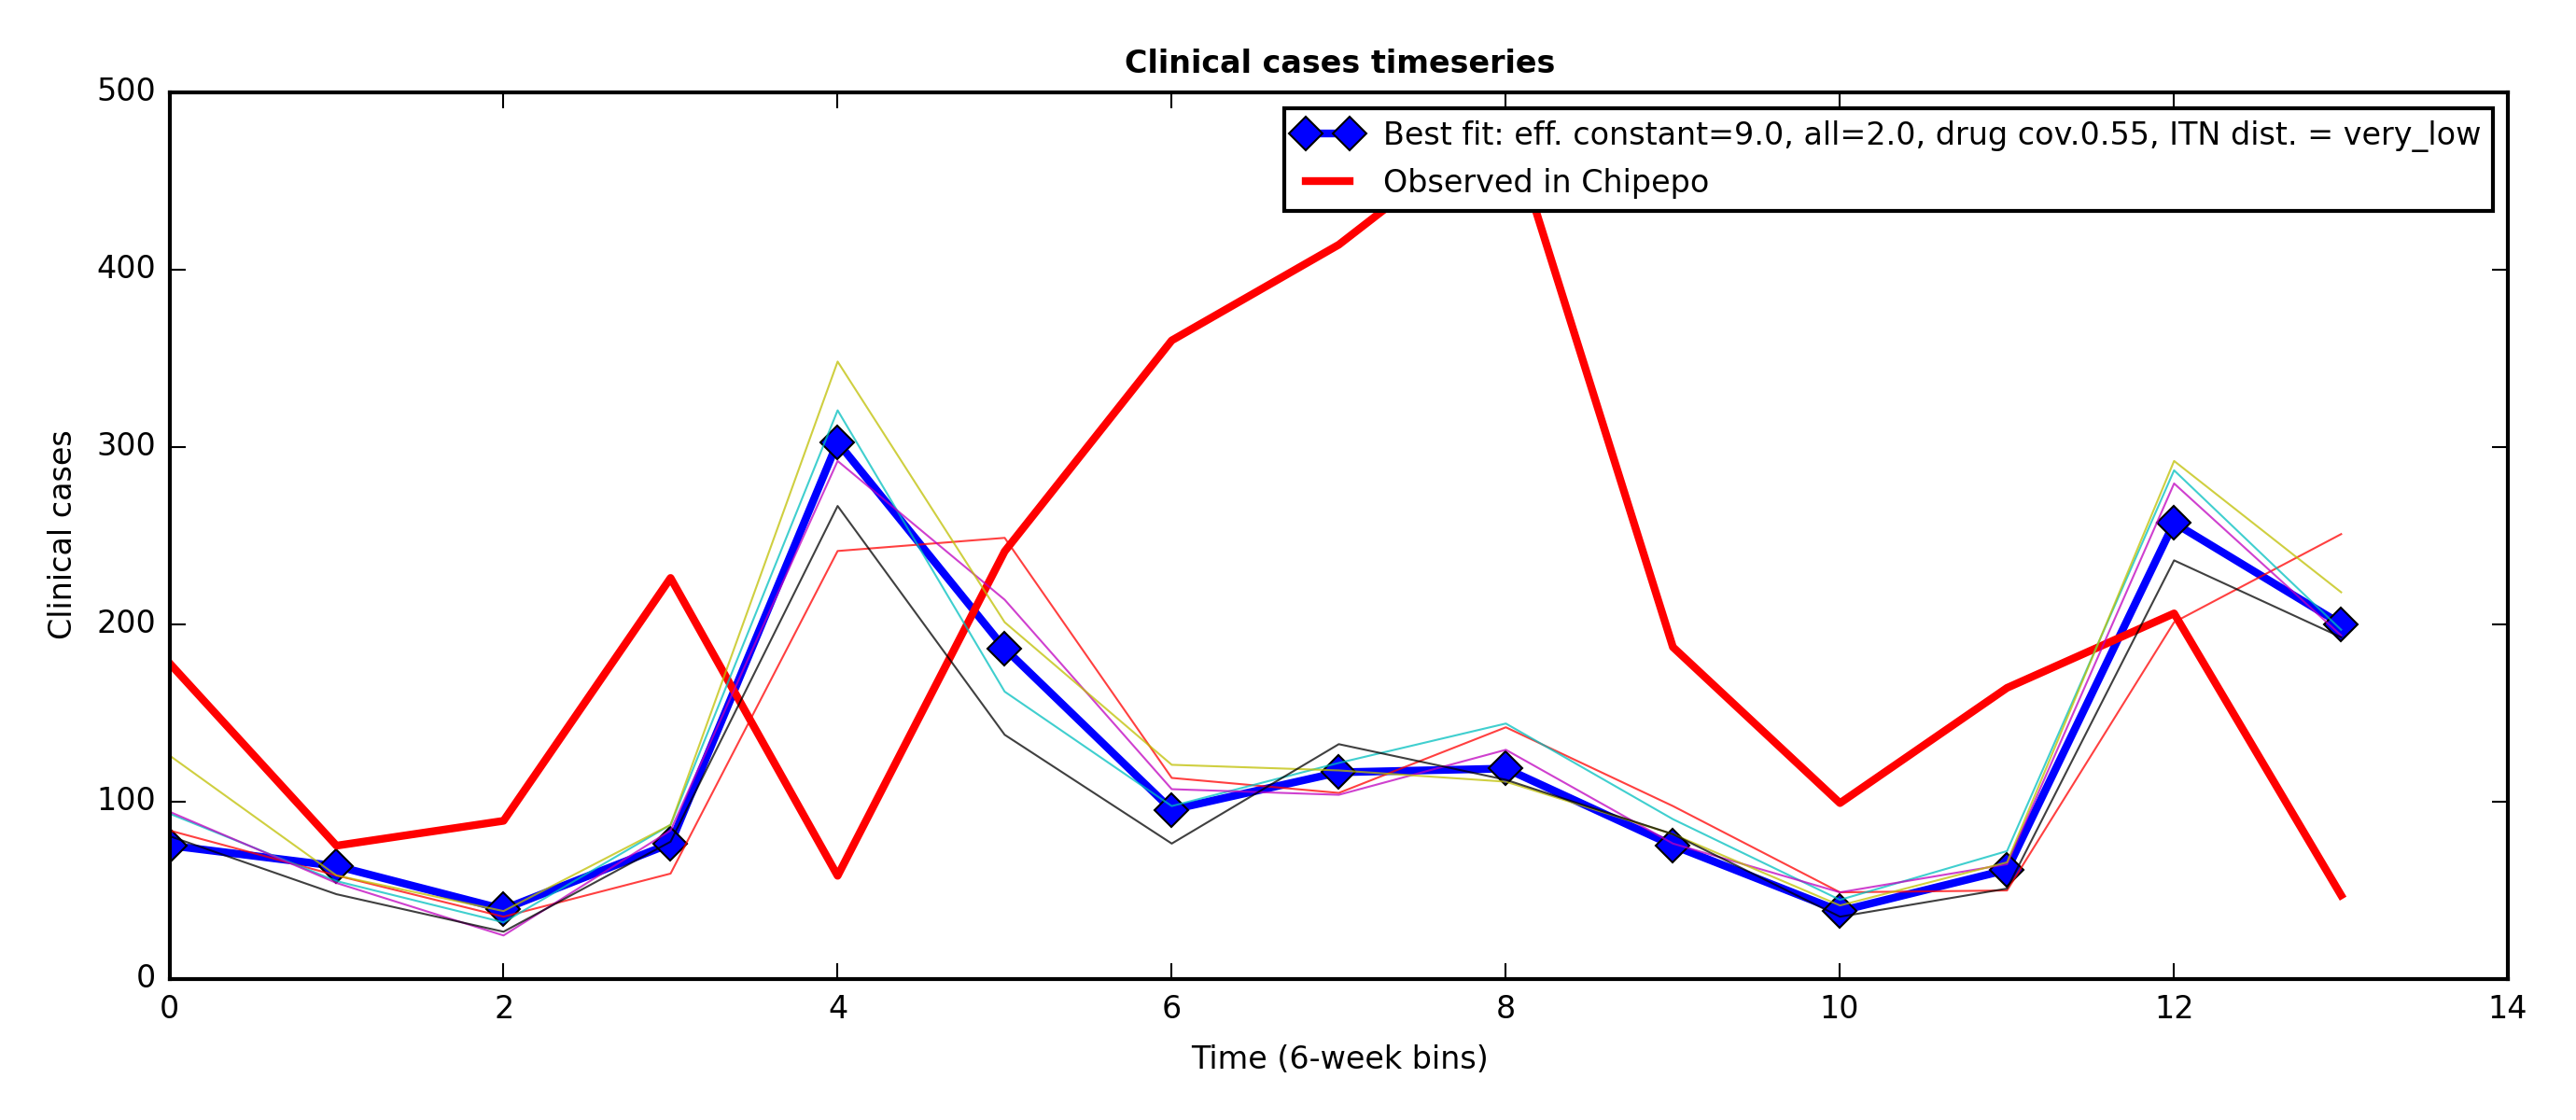 Clinical cases timeseries
500
400
300
200
100
0
Clinical cases
Best fit: eff. constant=9.0, all=2.0, drug cov.0.55, ITN dist. = very_low
Observed in Chipepo
0 2 4 6 8 10 12 14
Time (6-week bins)